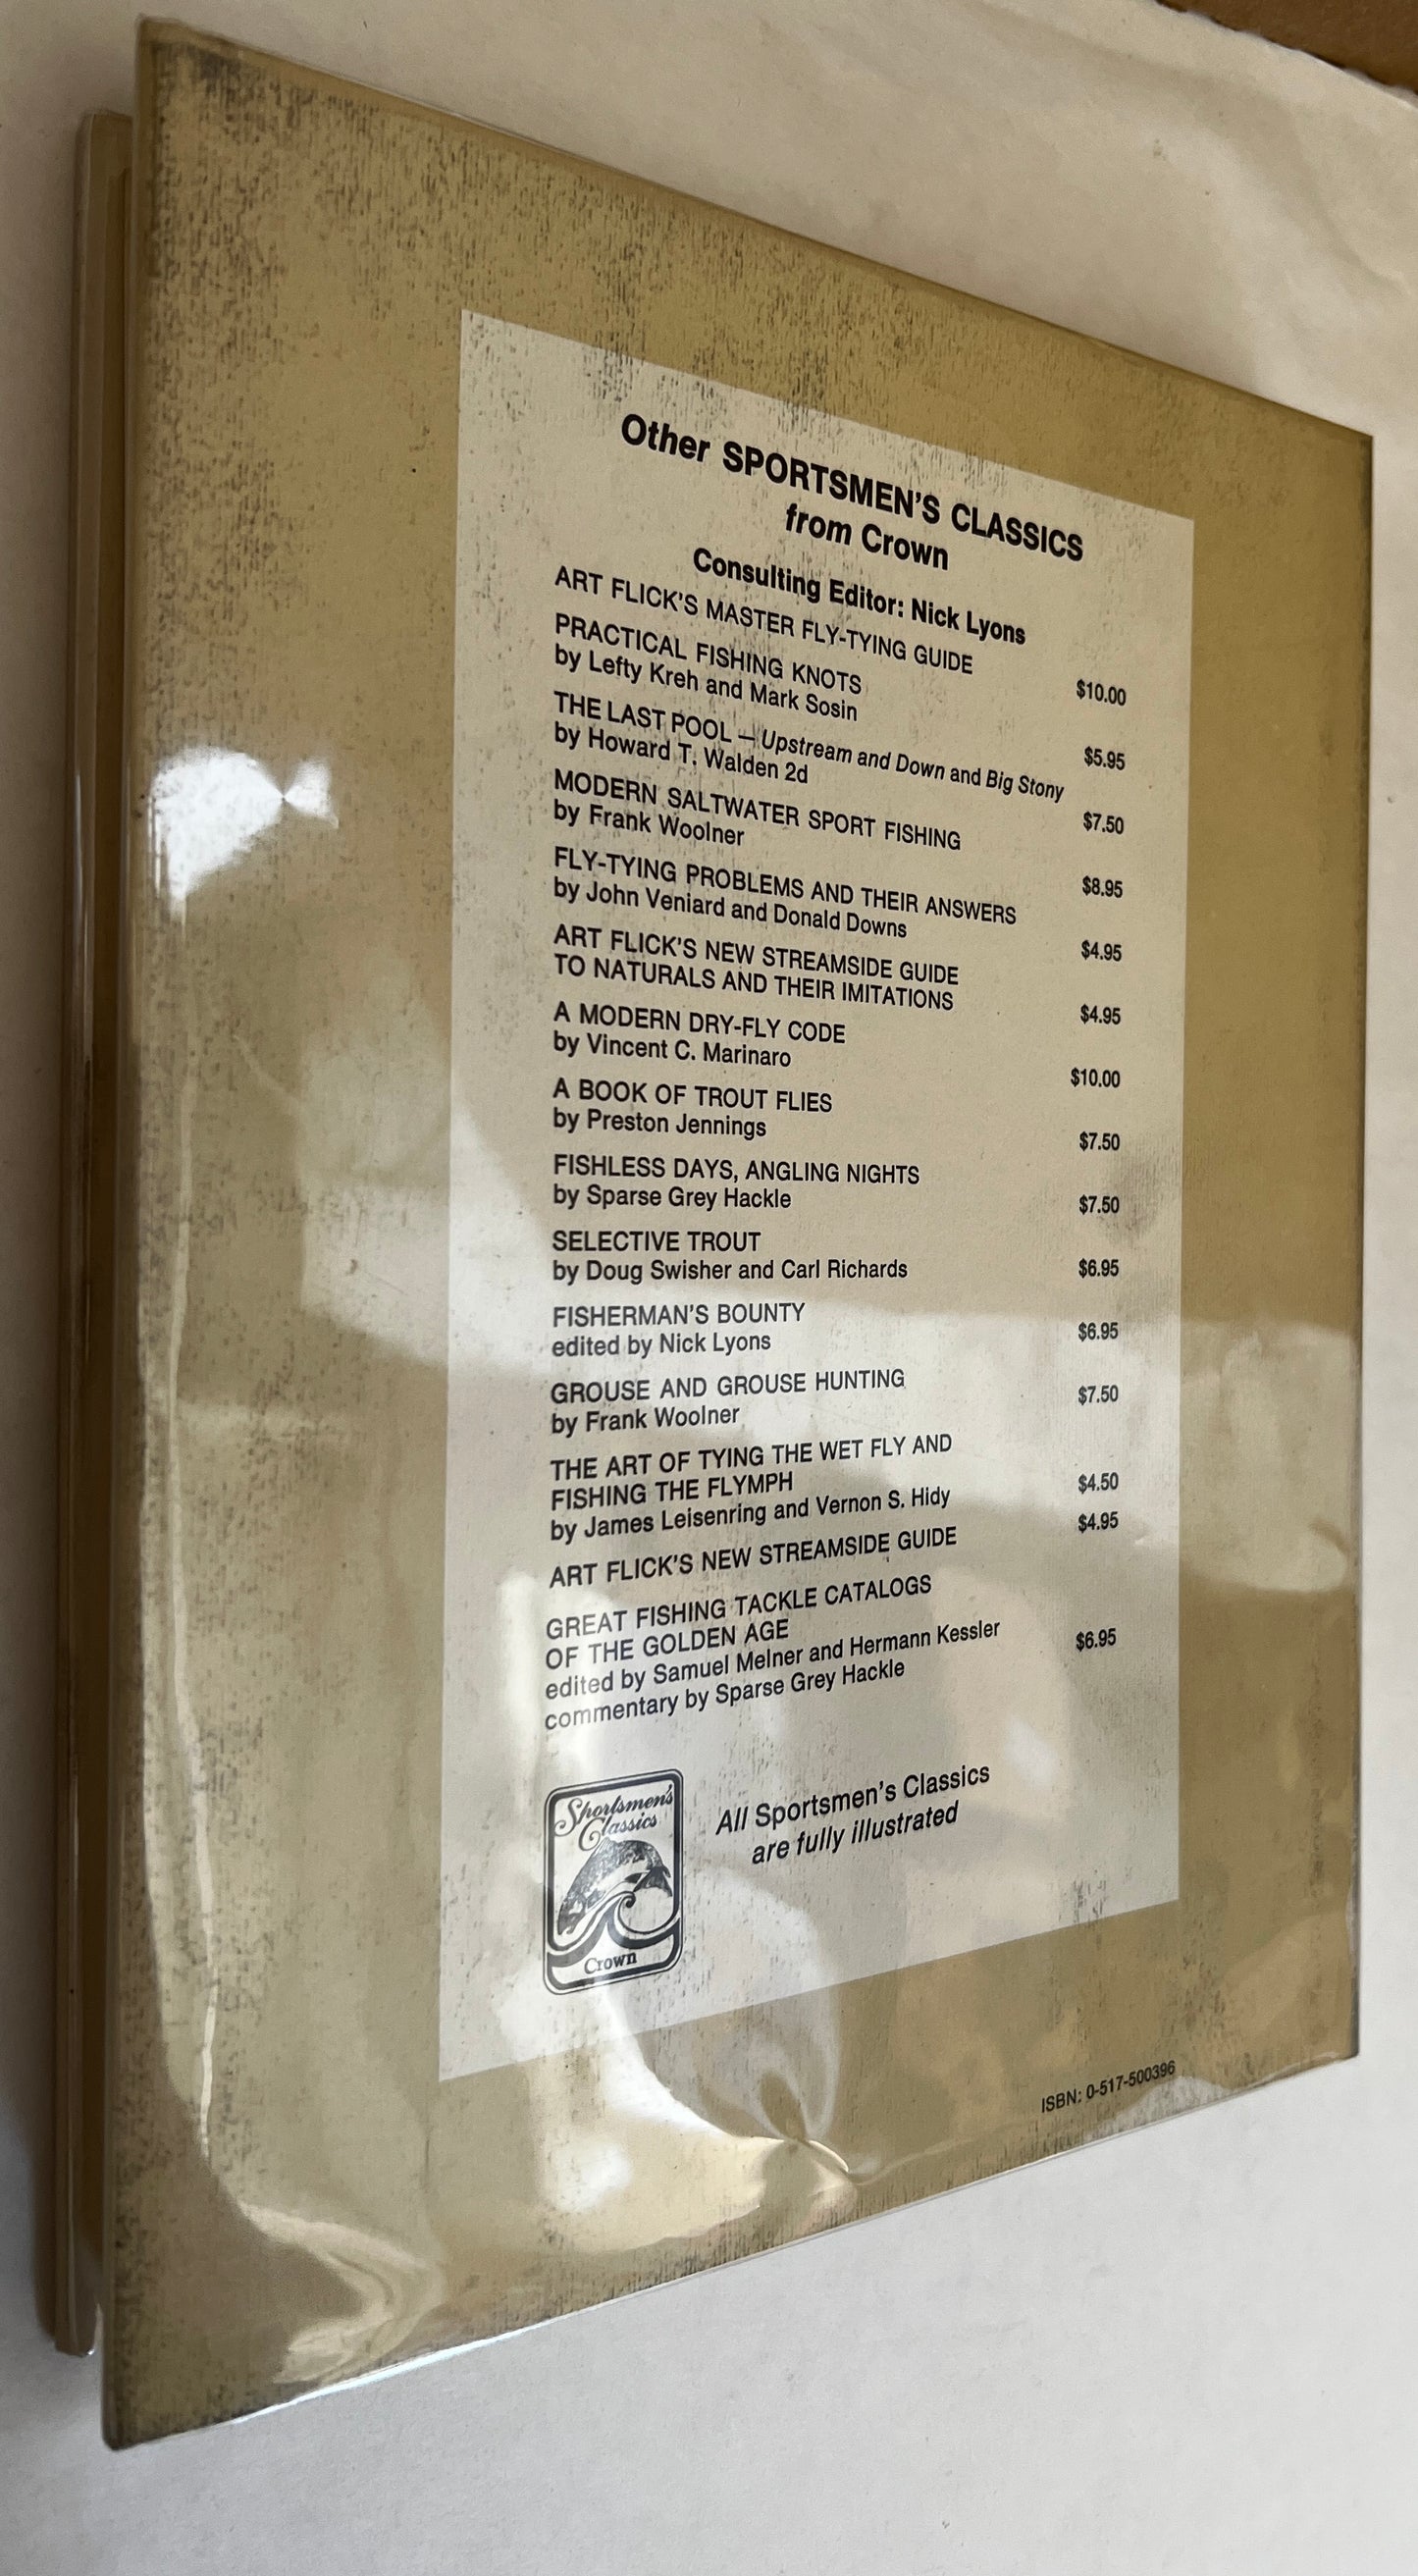 Other SPORTSMEN'S CLASSICS
from Crown
Consulting Editor: Nick Lyons
ART FLICK'S MASTER FLY-TYING GUIDE $10.00
PRACTICAL FISHING KNOTS
by Lefty Kreh and Mark Sosin $5.95
THE LAST POOL — Upstream and Down and Big Stony
by Howard T. Walden 2d $7.50
MODERN SALTWATER SPORT FISHING
by Frank Woolner $8.95
FLY-TYING PROBLEMS AND THEIR ANSWERS
by John Veniard and Donald Downs $4.95
ART FLICK'S NEW STREAMSIDE GUIDE
TO NATURALS AND THEIR IMITATIONS $4.95
A MODERN DRY-FLY CODE
by Vincent C. Marinaro $10.00
A BOOK OF TROUT FLIES
by Preston Jennings $7.50
FISHLESS DAYS, ANGLING NIGHTS
by Sparse Grey Hackle $7.50
SELECTIVE TROUT
by Doug Swisher and Carl Richards $6.95
FISHERMAN'S BOUNTY
edited by Nick Lyons $6.95
GROUSE AND GROUSE HUNTING
by Frank Woolner $7.50
THE ART OF TYING THE WET FLY AND
FISHING THE FLYMPH
by James Leisenring and Vernon S. Hidy $4.50
ART FLICK'S NEW STREAMSIDE GUIDE $4.95
GREAT FISHING TACKLE CATALOGS
OF THE GOLDEN AGE
edited by Samuel Melner and Hermann Kessler
commentary by Sparse Grey Hackle $6.95
Sportsmen's
Classics
Crown
All Sportsmen's Classics
are fully illustrated
ISBN: 0-517-500396